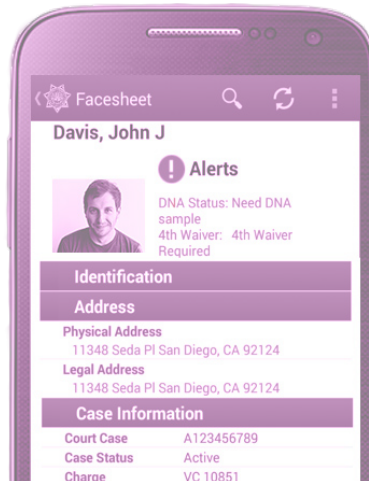 Facesheet
Davis, John J
Alerts
DNA Status: Need DNA
sample
4th Waiver: 4th Waiver
Required
Identification
Address
Physical Address
11348 Seda Pl San Diego, CA 92124
Legal Address
11348 Seda Pl San Diego, CA 92124
Case Information
Court Case A123456789
Case Status Active
Charge VC 10851